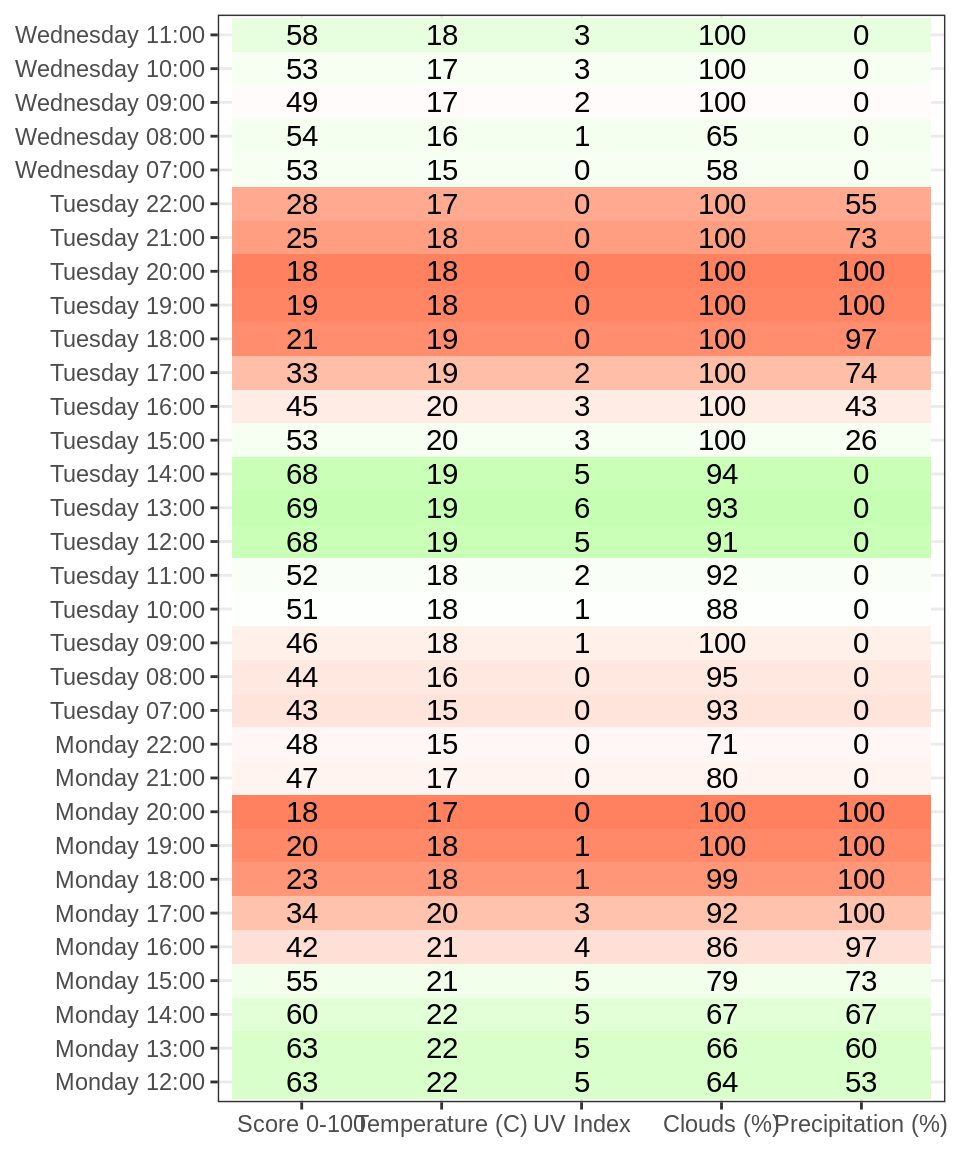 Wednesday 11:00 58 18 3 100 0
Wednesday 10:00 53 17 3 100 0
Wednesday 09:00 49 17 2 100 0
Wednesday 08:00 54 16 1 65 0
Wednesday 07:00 53 15 0 58 0
Tuesday 22:00 28 17 0 100 55
Tuesday 21:00 25 18 0 100 73
Tuesday 20:00 18 18 0 100 100
Tuesday 19:00 19 18 0 100 100
Tuesday 18:00 21 19 0 100 97
Tuesday 17:00 33 19 2 100 74
Tuesday 16:00 45 20 3 100 43
Tuesday 15:00 53 20 3 100 26
Tuesday 14:00 68 19 5 94 0
Tuesday 13:00 69 19 6 93 0
Tuesday 12:00 68 19 5 91 0
Tuesday 11:00 52 18 2 92 0
Tuesday 10:00 51 18 1 88 0
Tuesday 09:00 46 18 1 100 0
Tuesday 08:00 44 16 0 95 0
Tuesday 07:00 43 15 0 93 0
Monday 22:00 48 15 0 71 0
Monday 21:00 47 17 0 80 0
Monday 20:00 18 17 0 100 100
Monday 19:00 20 18 1 100 100
Monday 18:00 23 18 1 99 100
Monday 17:00 34 20 3 92 100
Monday 16:00 42 21 4 86 97
Monday 15:00 55 21 5 79 73
Monday 14:00 60 22 5 67 67
Monday 13:00 63 22 5 66 60
Monday 12:00 63 22 5 64 53
Score 0-100 Temperature (C) UV Index Clouds (%) Precipitation (%)